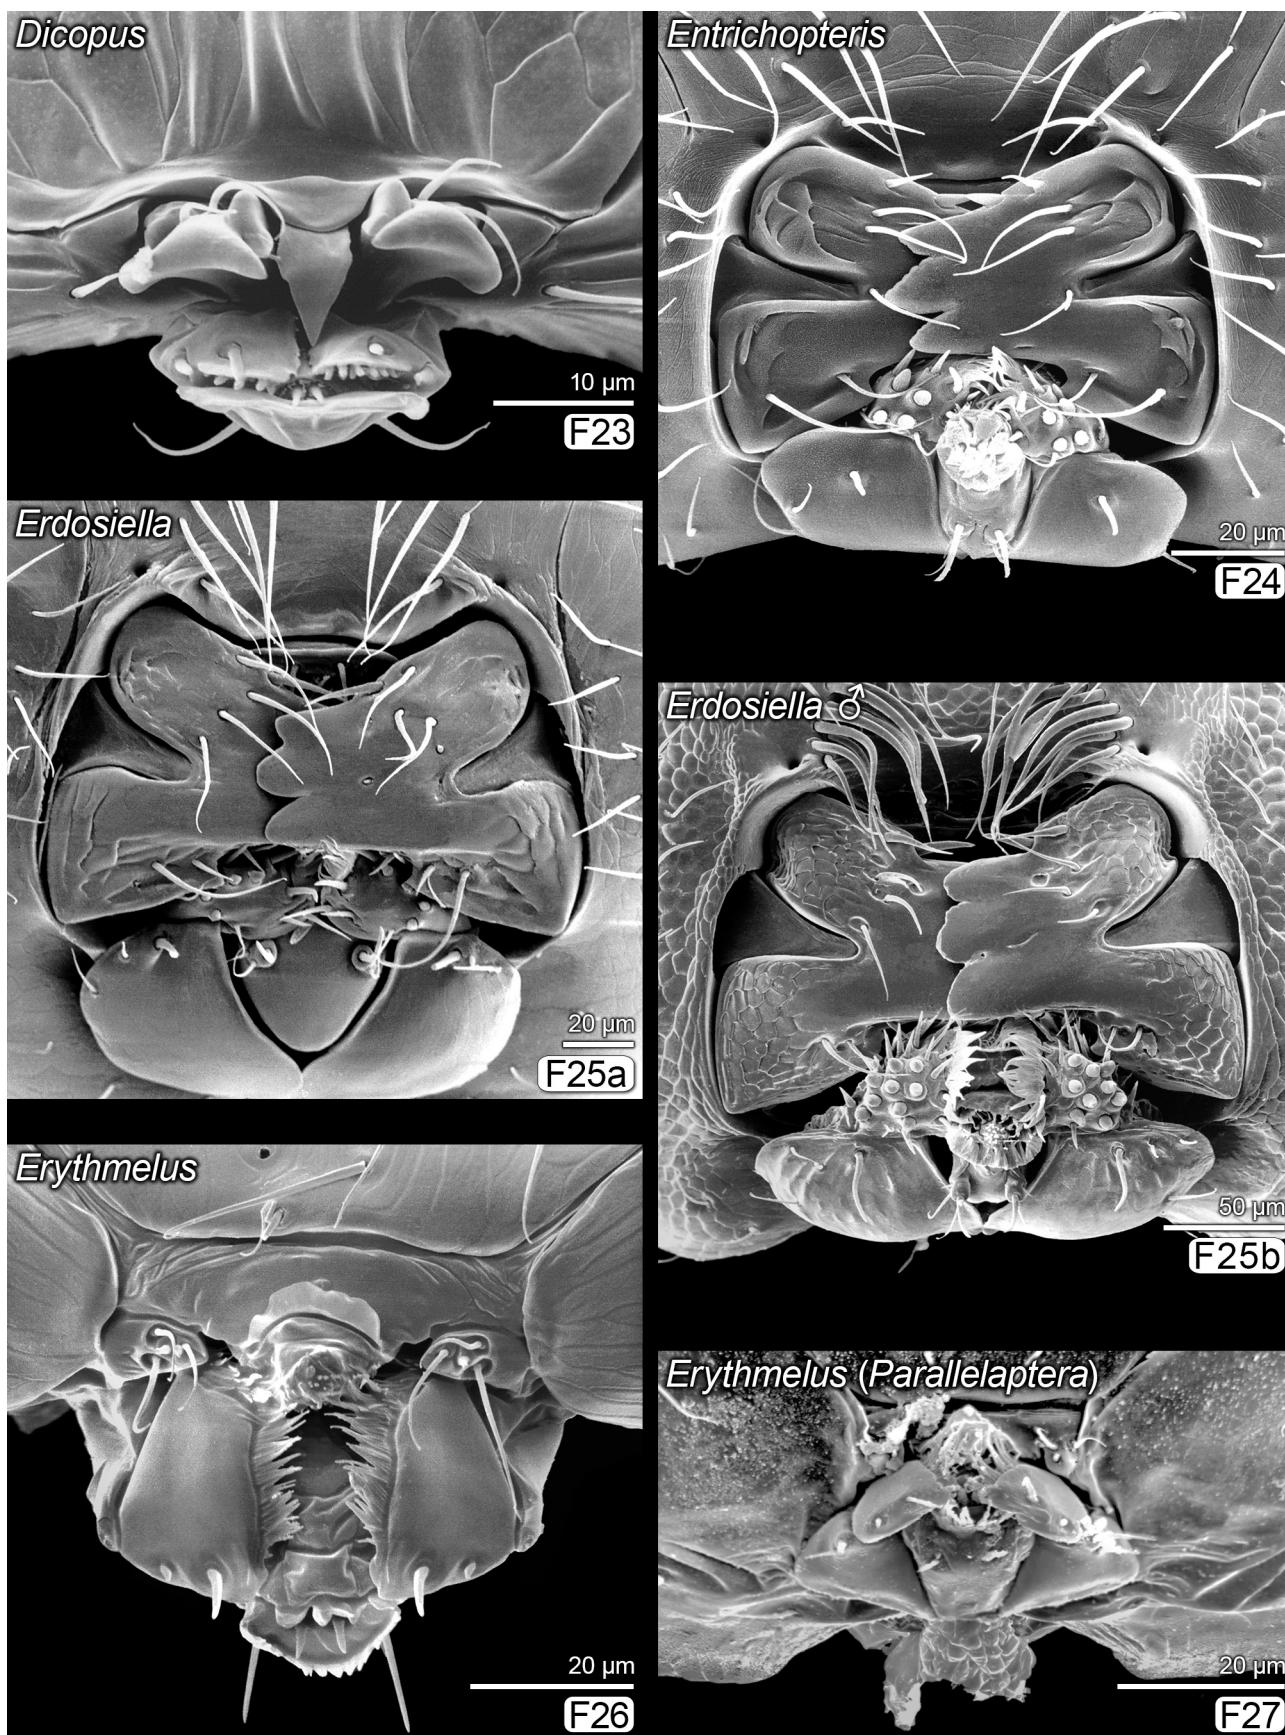 Dicopus
10 µm
F23
Entrichopteris
20 µm
F24
Erdosiella
20 µm
F25a
Erdosiella ♂
50 µm
F25b
Erythmelus
20 µm
F26
Erythmelus (Parallelaptera)
20 µm
F27